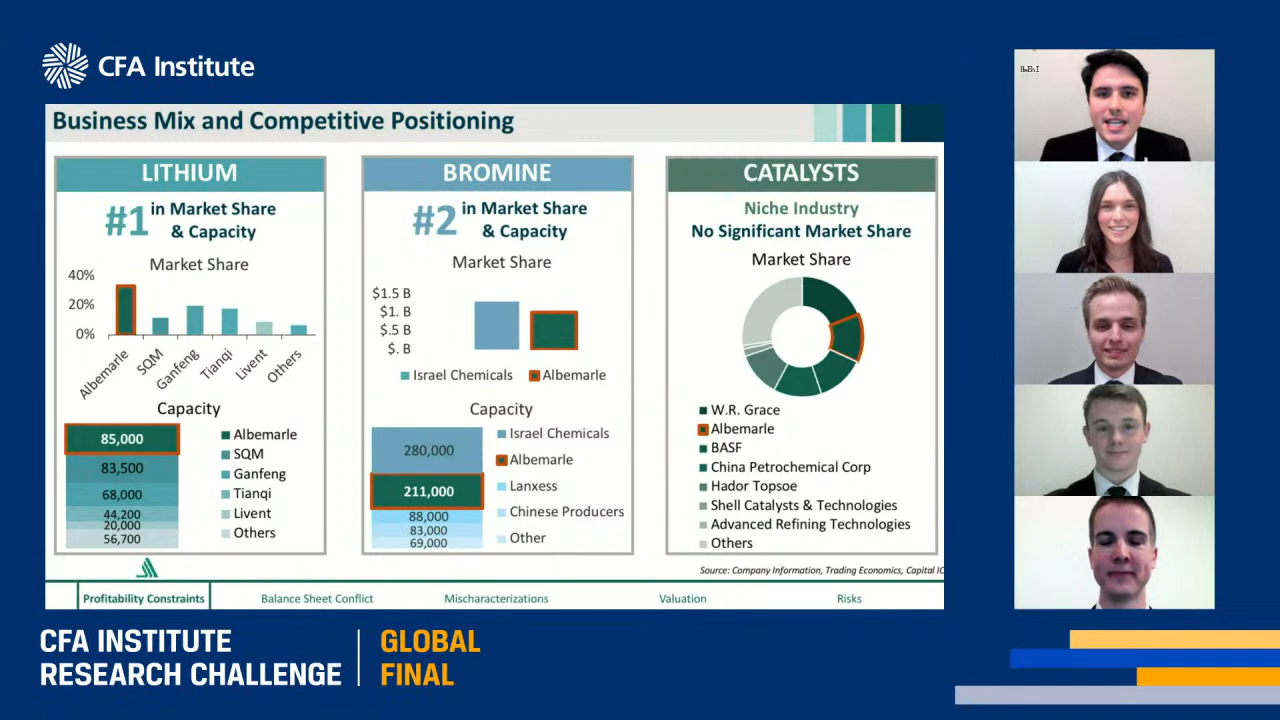 CFA Institute
Business Mix and Competitive Positioning
LITHIUM
#1 in Market Share
& Capacity
Market Share
40%
20%
0%
Albemarle
SQM
Ganfeng
Tianqi
Livent
Others
Capacity
85,000
83,500
68,000
44,200
20,000
56,700
Albemarle
SQM
Ganfeng
Tianqi
Livent
Others
BROMINE
#2 in Market Share
& Capacity
Market Share
$1.5 B
$1. B
$.5 B
$. B
Israel Chemicals
Albemarle
Capacity
280,000
211,000
88,000
83,000
69,000
Israel Chemicals
Albemarle
Lanxess
Chinese Producers
Other
CATALYSTS
Niche Industry
No Significant Market Share
Market Share
W.R. Grace
Albemarle
BASF
China Petrochemical Corp
Hador Topsoe
Shell Catalysts & Technologies
Advanced Refining Technologies
Others
Source: Company Information, Trading Economics, Capital IC
Profitability Constraints
Balance Sheet Conflict
Mischaracterizations
Valuation
Risks
CFA INSTITUTE
RESEARCH CHALLENGE
GLOBAL
FINAL